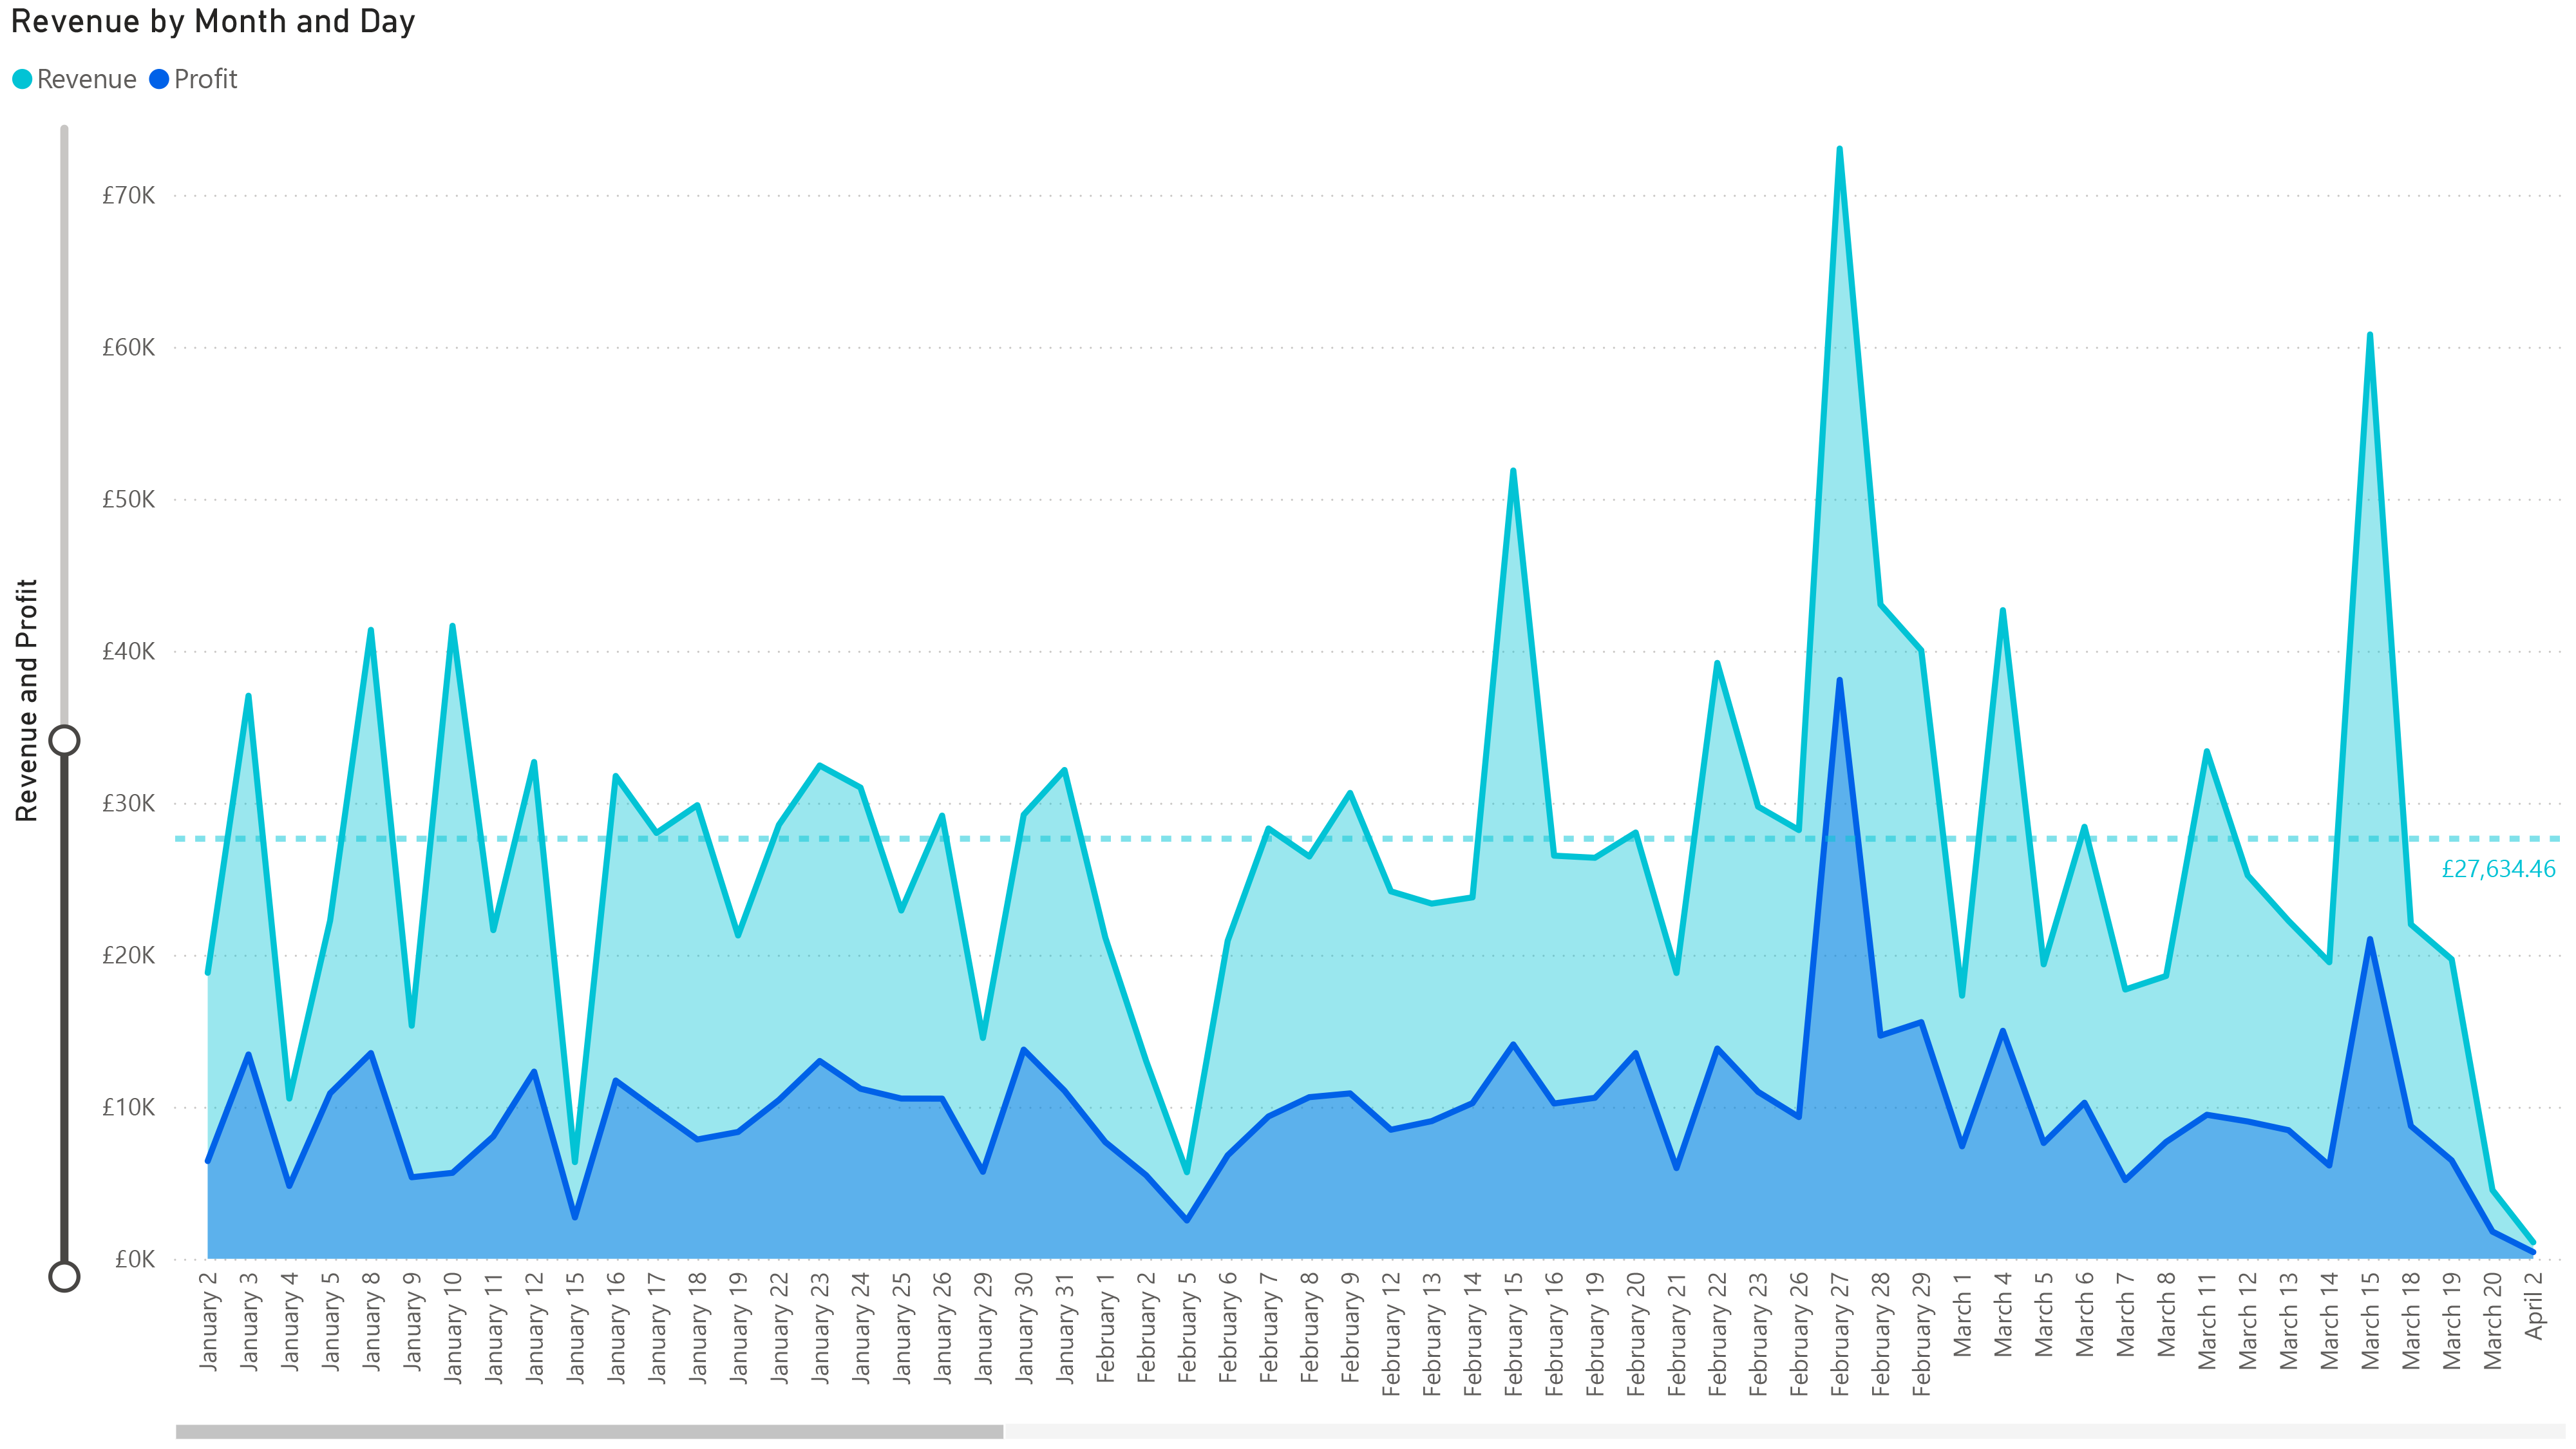 Revenue by Month and Day
Revenue
Profit
Revenue and Profit
£70K
£60K
£50K
£40K
£30K
£20K
£10K
£0K
£27,634.46
January 2
January 3
January 4
January 5
January 8
January 9
January 10
January 11
January 12
January 15
January 16
January 17
January 18
January 19
January 22
January 23
January 24
January 25
January 26
January 29
January 30
January 31
February 1
February 2
February 5
February 6
February 7
February 8
February 9
February 12
February 13
February 14
February 15
February 16
February 19
February 20
February 21
February 22
February 23
February 26
February 27
February 28
February 29
March 1
March 4
March 5
March 6
March 7
March 8
March 11
March 12
March 13
March 14
March 15
March 18
March 19
March 20
April 2